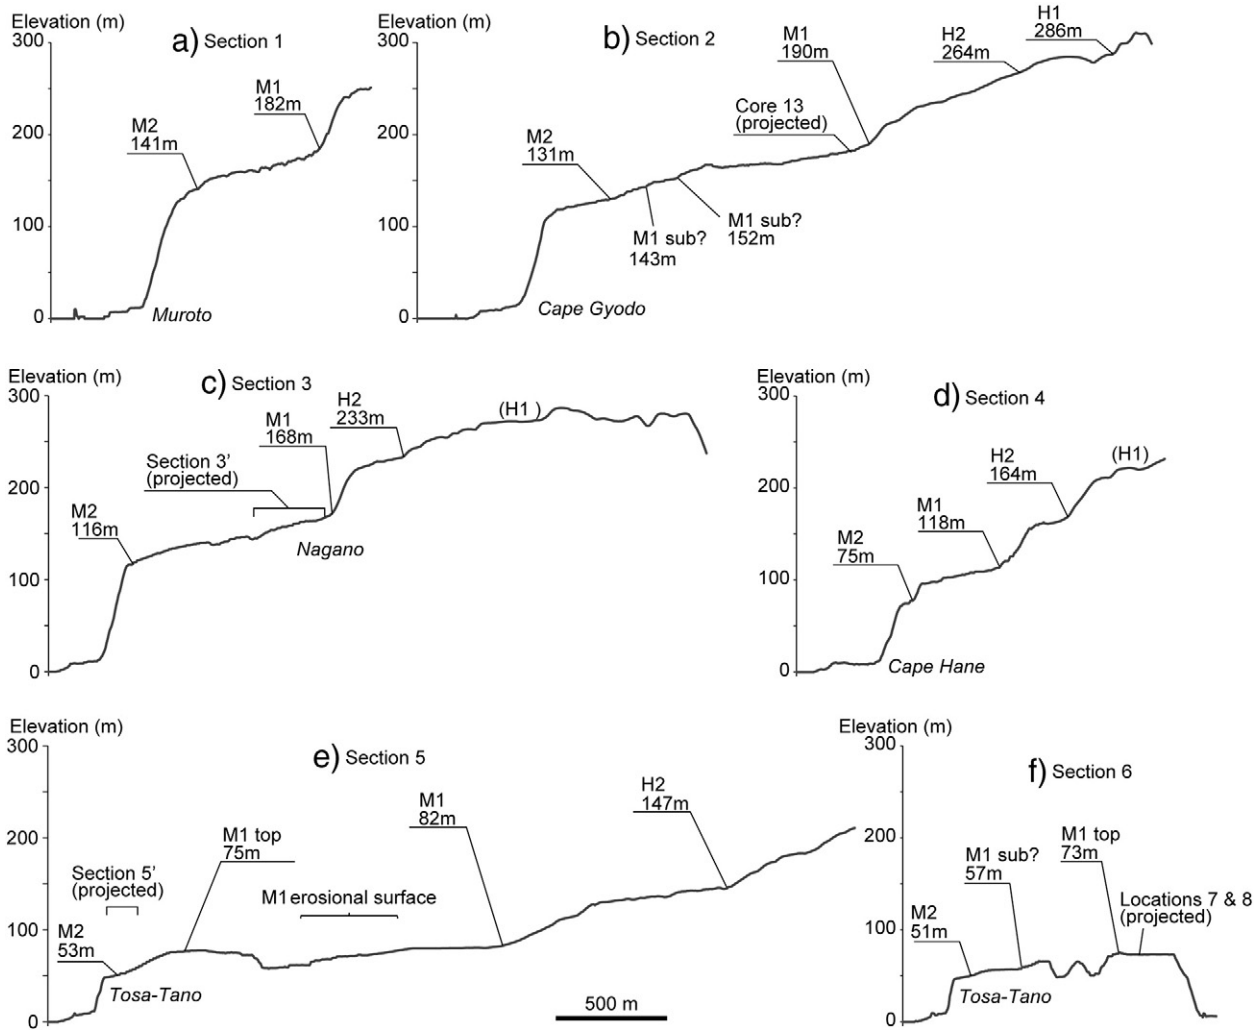 Elevation (m)
a) Section 1
300
200
100
0
M2
141m
M1
182m
Muroto
Elevation (m)
b) Section 2
300
200
100
0
M2
131m
M1 sub?
143m
M1 sub?
152m
Core 13
(projected)
M1
190m
H2
264m
H1
286m
Cape Gyodo
Elevation (m)
c) Section 3
300
200
100
0
M2
116m
Section 3’
(projected)
M1
168m
H2
233m
(H1 )
Nagano
Elevation (m)
d) Section 4
300
200
100
0
M2
75m
M1
118m
H2
164m
(H1)
Cape Hane
Elevation (m)
e) Section 5
300
200
100
0
M2
53m
Section 5’
(projected)
M1 top
75m
M1 erosional surface
M1
82m
H2
147m
Tosa-Tano
500 m
Elevation (m)
f) Section 6
300
200
100
0
M2
51m
M1 sub?
57m
M1 top
73m
Locations 7 & 8
(projected)
Tosa-Tano